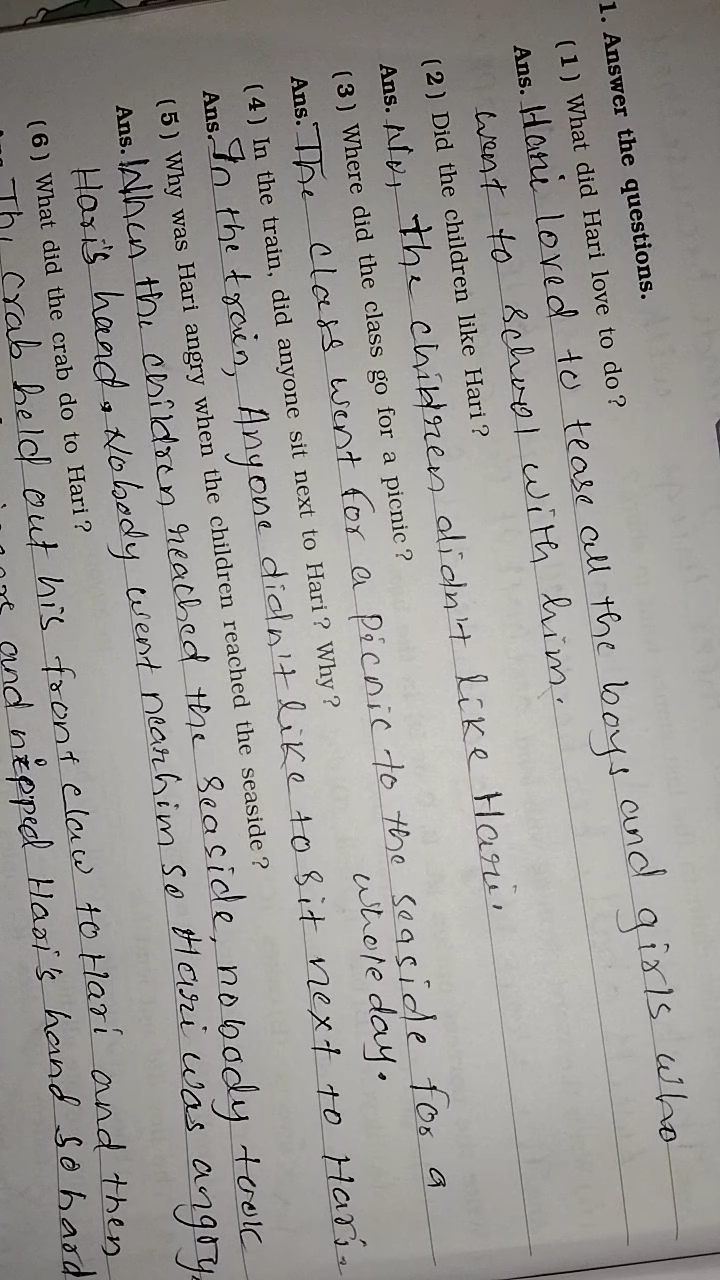 1. Answer the questions.
(1) What did Hari love to do?
Ans. Hari loved to tease all the boys and girls who
went to school with him.
(2) Did the children like Hari?
Ans. No, the children didn't like Hari.
(3) Where did the class go for a picnic?
Ans. The class went for a picnic to the seaside for a
whole day.
(4) In the train, did anyone sit next to Hari? Why?
Ans. In the train, Anyone didn't like to sit next to Hari.
(5) Why was Hari angry when the children reached the seaside?
Ans. When the children reached the seaside, nobody took
Hari's hand, Nobody went near him so Hari was angry.
(6) What did the crab do to Hari?
The crab held out his front claw to Hari and then
and nipped Hari's hand so hard